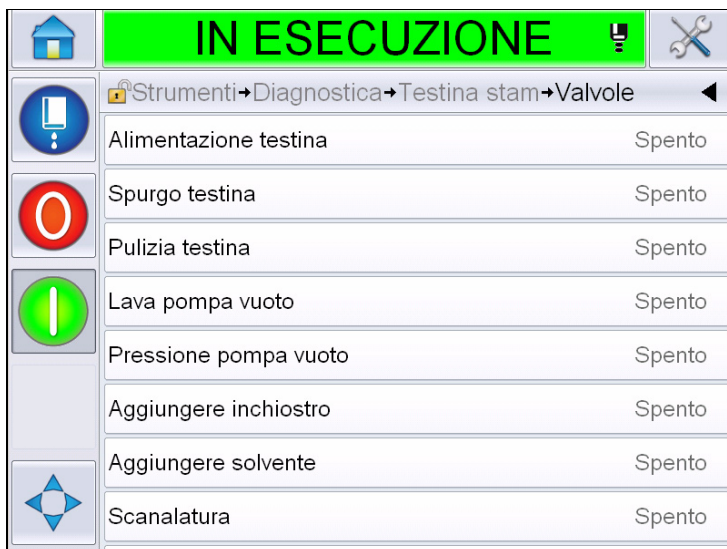 IN ESECUZIONE
Strumenti→Diagnostica→Testina stam→Valvole
Alimentazione testina Spento
Spurgo testina Spento
Pulizia testina Spento
Lava pompa vuoto Spento
Pressione pompa vuoto Spento
Aggiungere inchiostro Spento
Aggiungere solvente Spento
Scanalatura Spento